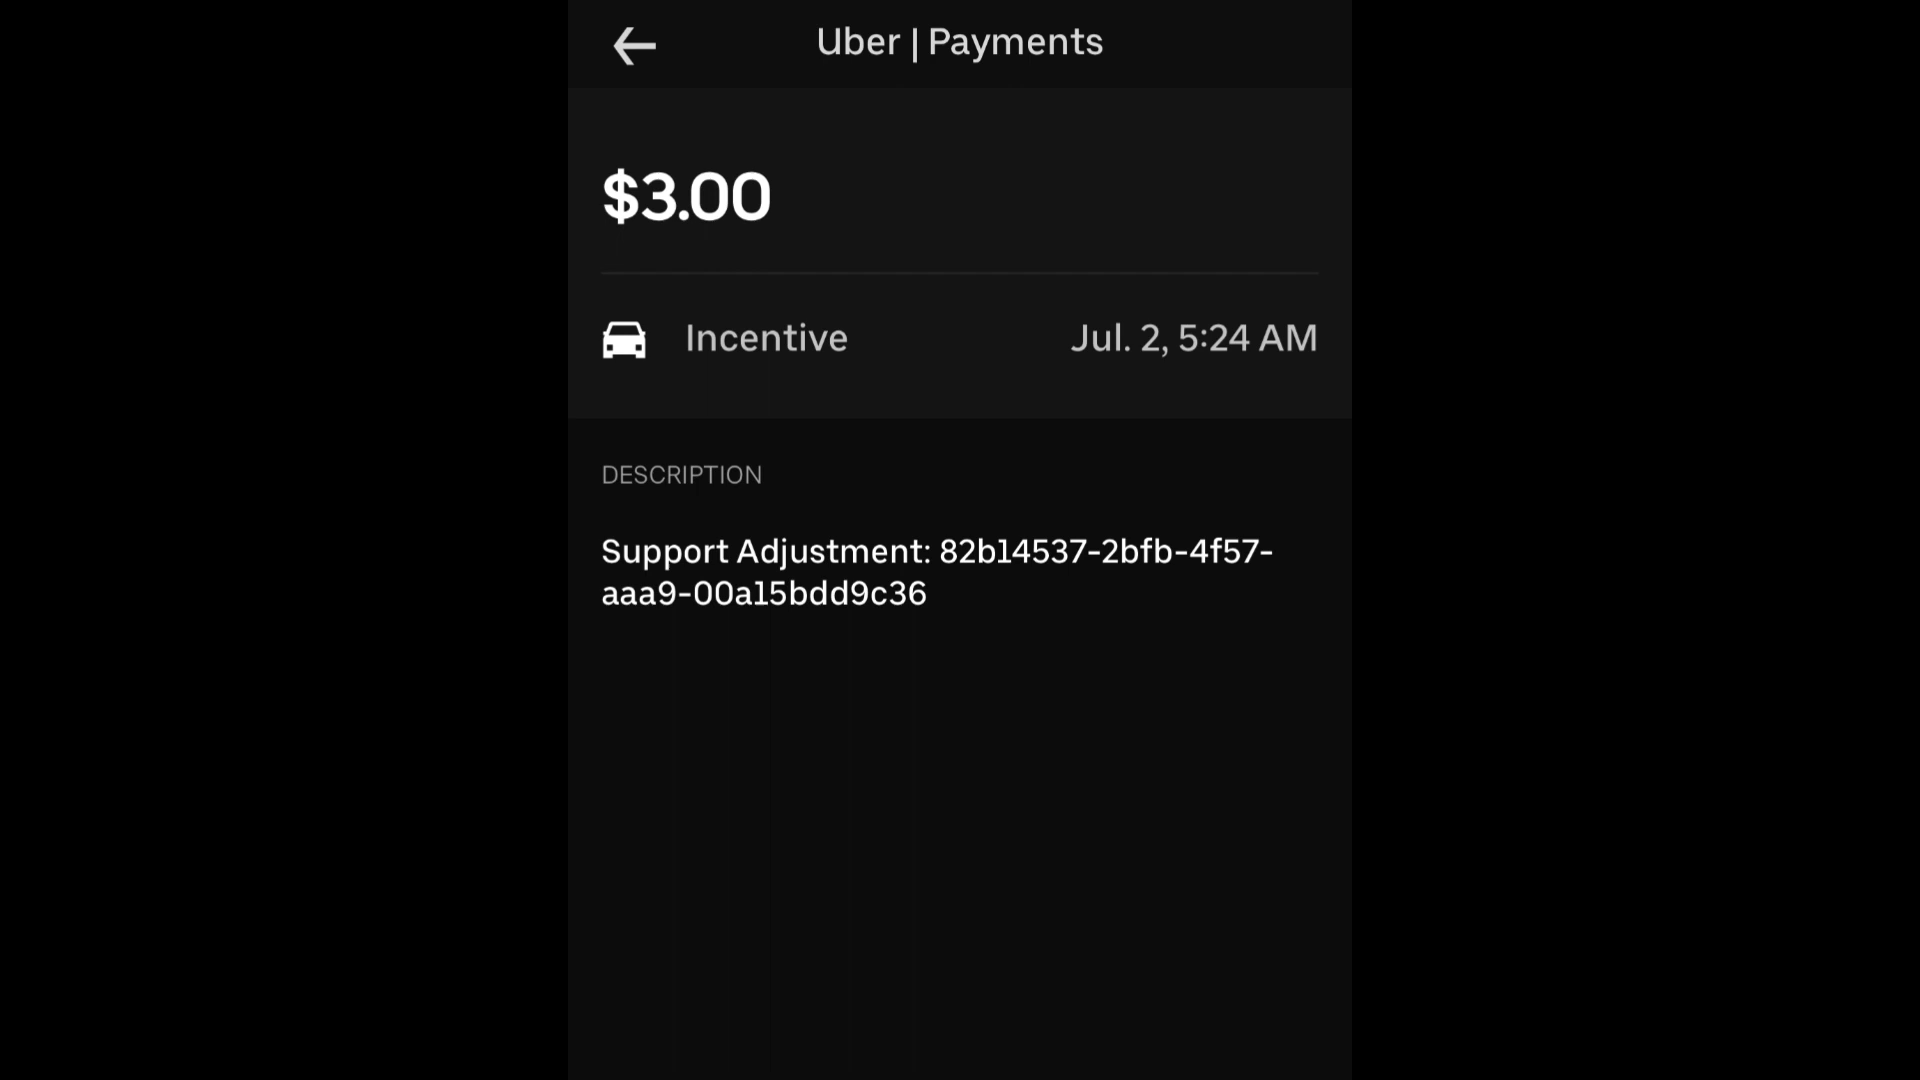 Uber | Payments
$3.00
Incentive Jul. 2, 5:24 AM
DESCRIPTION
Support Adjustment: 82b14537-2bfb-4f57-
aaa9-00a15bdd9c36